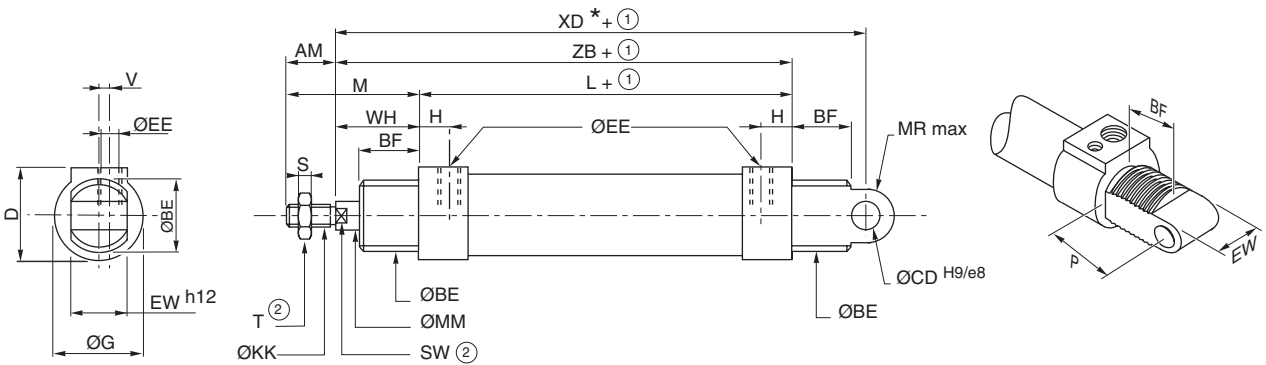 XD *+ ①
AM
ZB + ①
V
M
L + ①
ØEE
WH
H
ØEE
H
BF
MR max
BF
BF
S
D
ØBE
EW
P
EW h12
ØCD H9/e8
ØBE
ØBE
T ②
ØMM
ØG
ØKK
SW ②